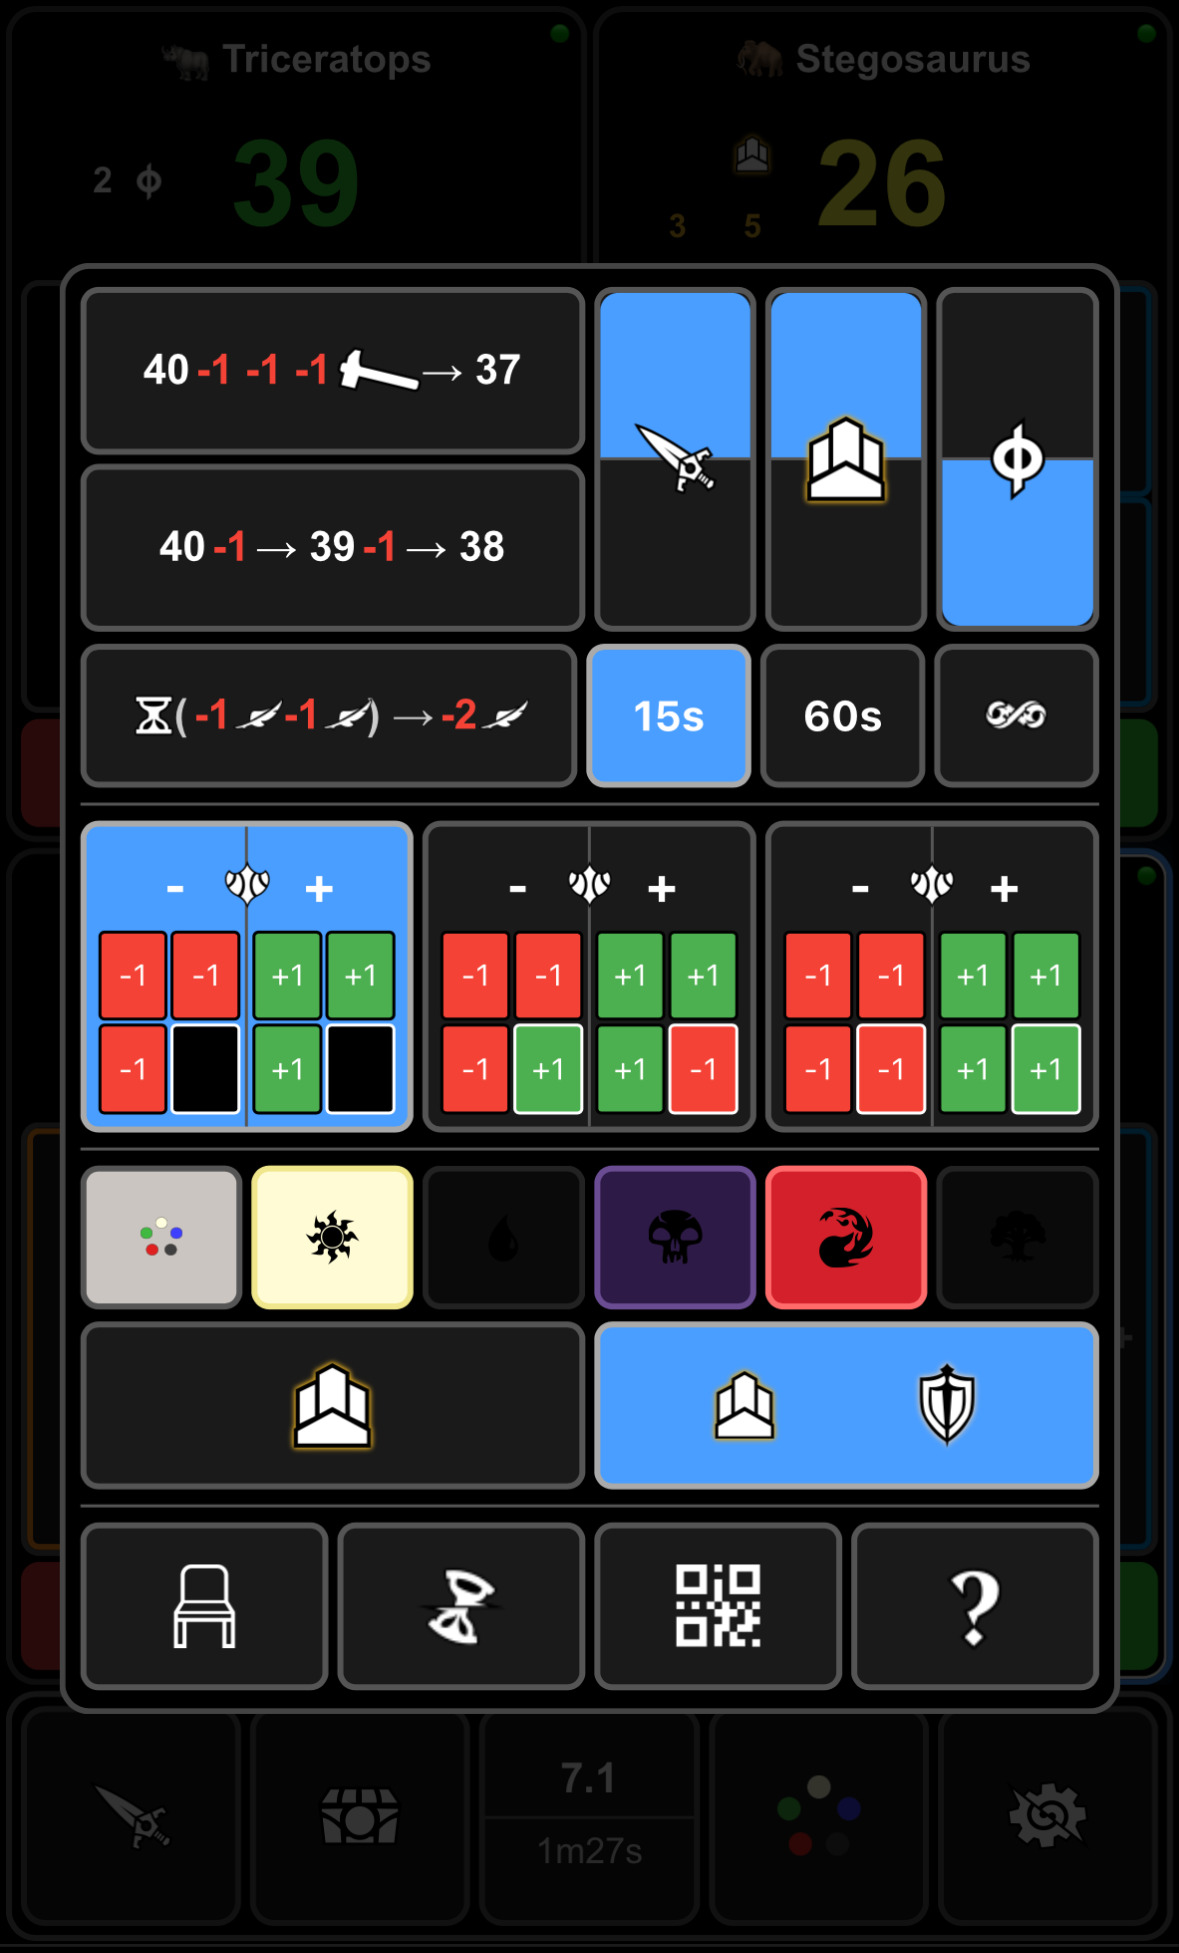 Triceratops
Stegosaurus
2 ϕ 39
26
3 5
40 -1 -1 -1 → 37
40 -1 → 39 -1 → 38
( -1 -1 ) → -2
15s
60s
- +
- +
- +
-1 -1 +1 +1
-1 -1 +1 +1
-1 -1 +1 +1
-1 +1
-1 +1 +1 -1
-1 -1 +1 +1
?
7.1
1m27s